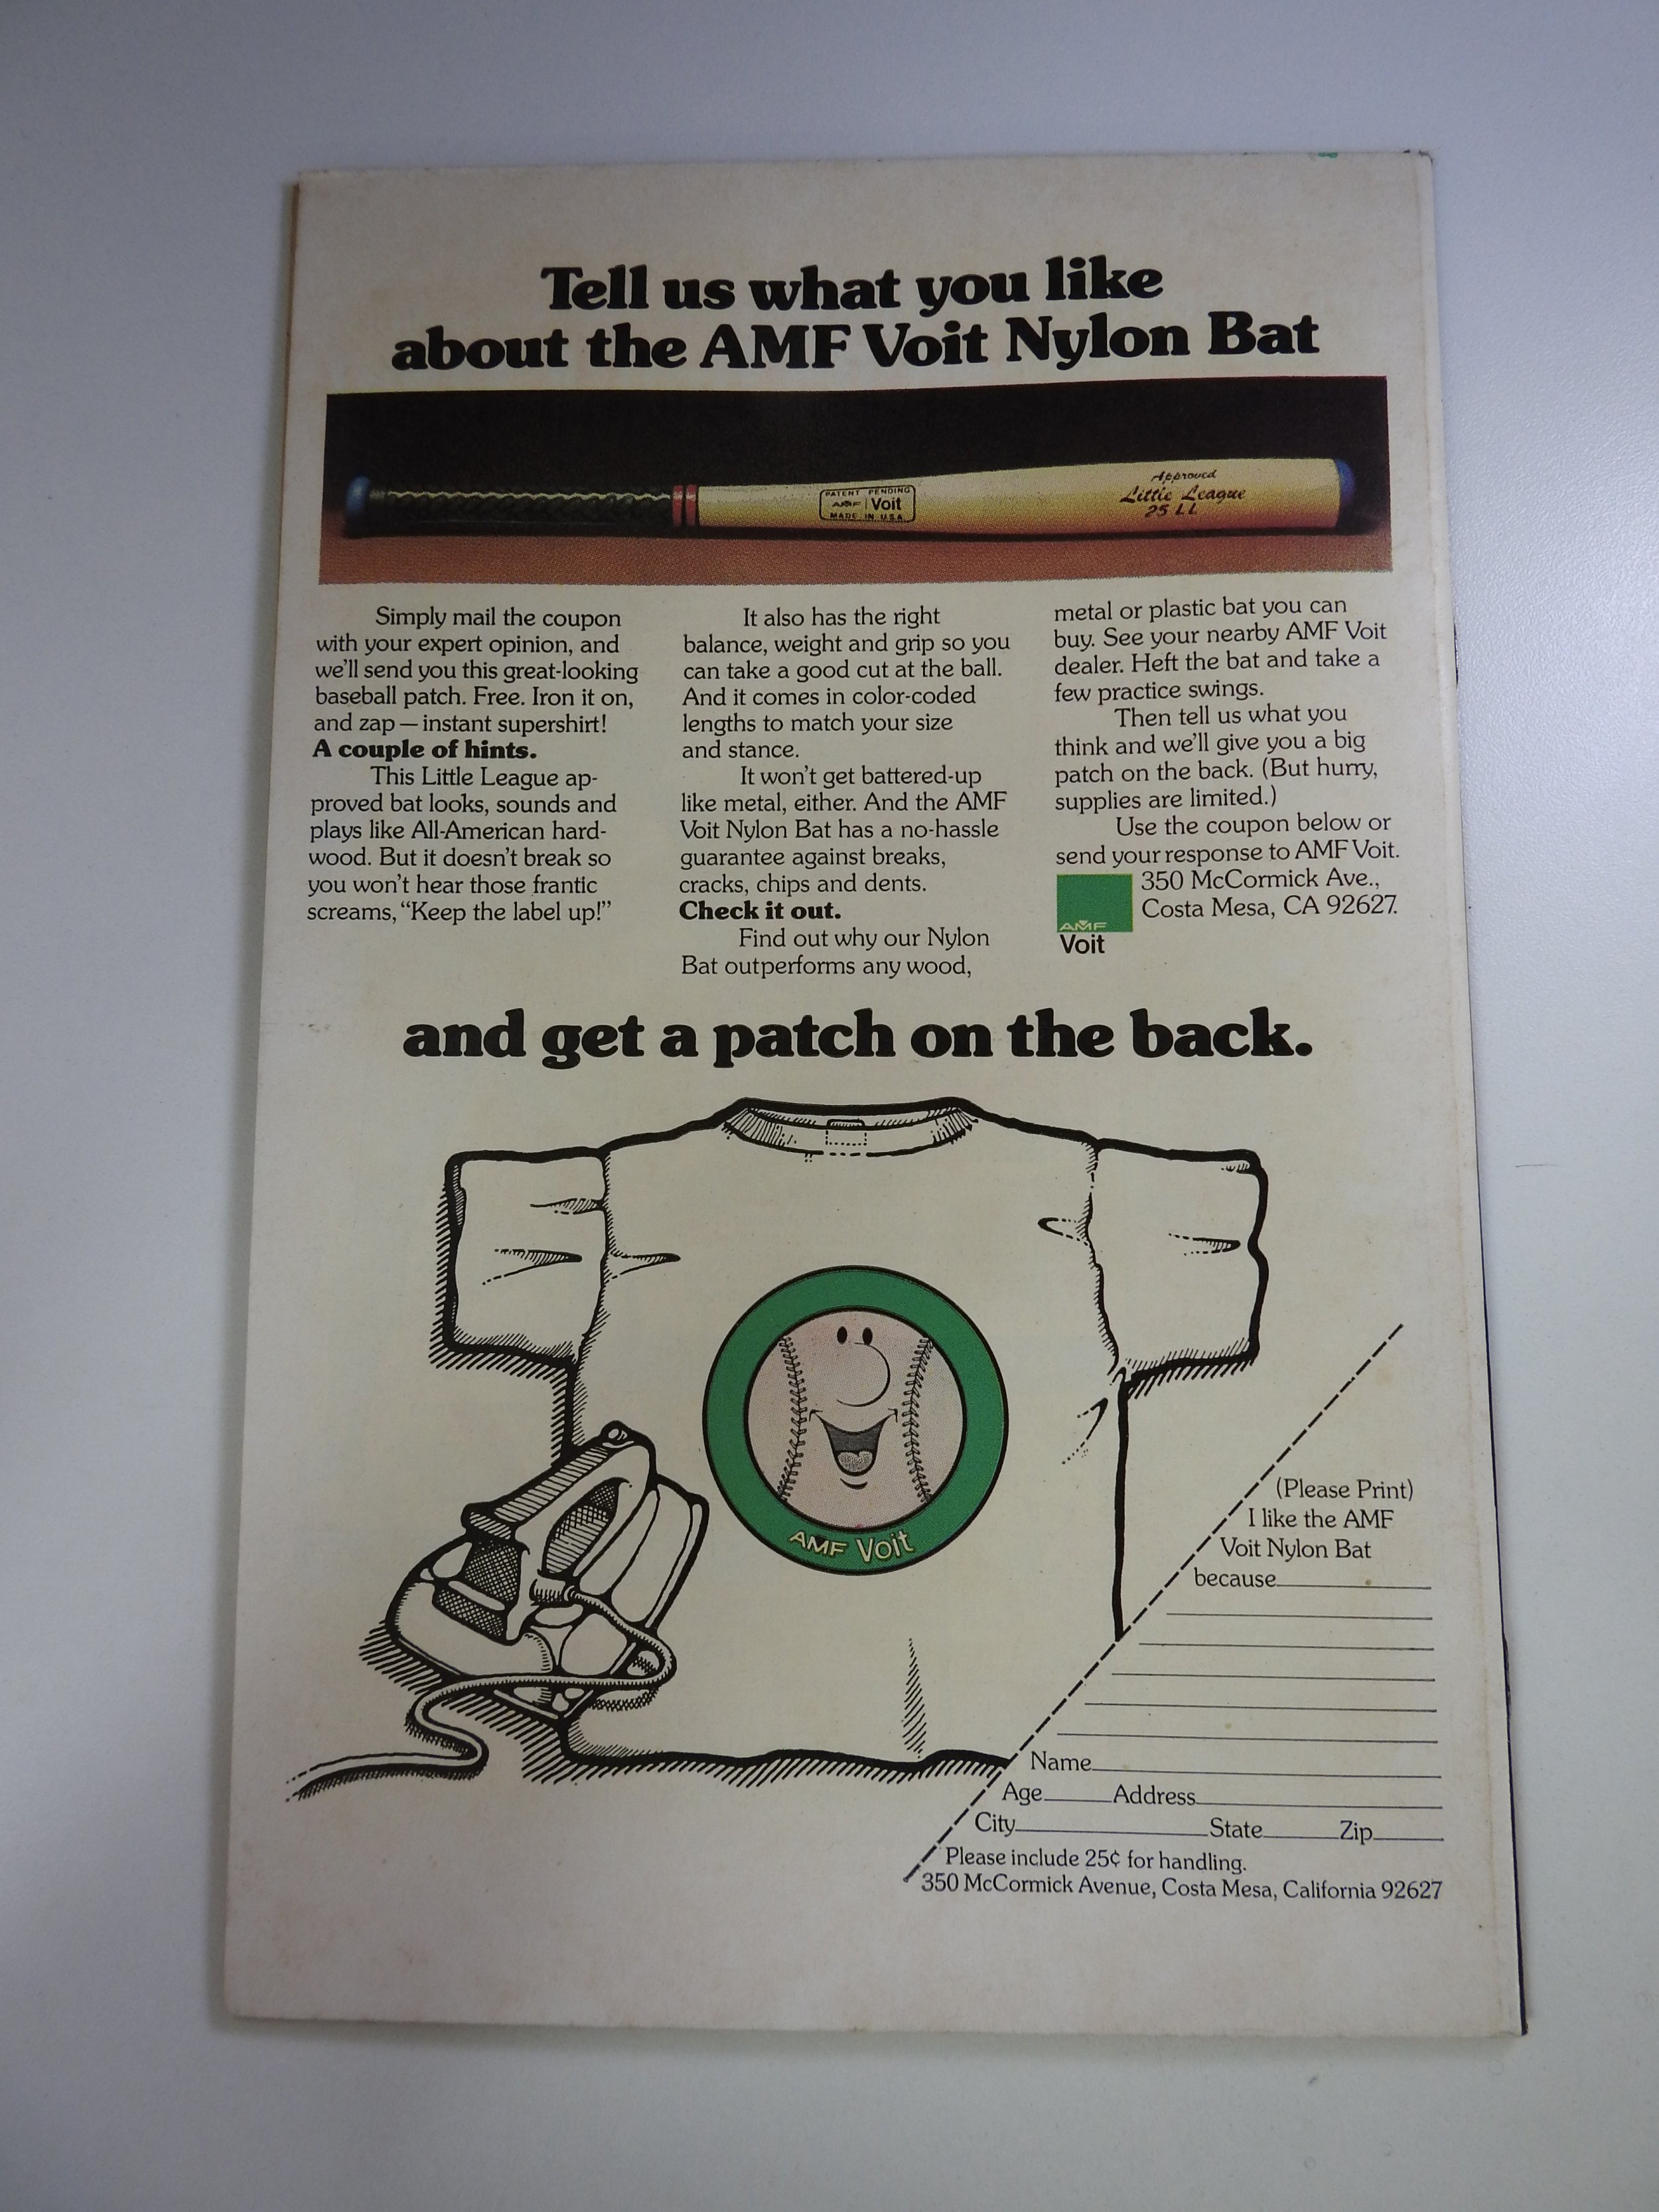 Tell us what you like
about the AMF Voit Nylon Bat
PATENT PENDING
AMF Voit
MADE IN U.S.A.
Approved
Little League
25 LL
Simply mail the coupon
with your expert opinion, and
we'll send you this great-looking
baseball patch. Free. Iron it on,
and zap — instant supershirt!
A couple of hints.
This Little League ap-
proved bat looks, sounds and
plays like All-American hard-
wood. But it doesn't break so
you won't hear those frantic
screams, "Keep the label up!"
It also has the right
balance, weight and grip so you
can take a good cut at the ball.
And it comes in color-coded
lengths to match your size
and stance.
It won't get battered-up
like metal, either. And the AMF
Voit Nylon Bat has a no-hassle
guarantee against breaks,
cracks, chips and dents.
Check it out.
Find out why our Nylon
Bat outperforms any wood,
metal or plastic bat you can
buy. See your nearby AMF Voit
dealer. Heft the bat and take a
few practice swings.
Then tell us what you
think and we'll give you a big
patch on the back. (But hurry,
supplies are limited.)
Use the coupon below or
send your response to AMF Voit.
350 McCormick Ave.,
Costa Mesa, CA 92627.
AMF
Voit
and get a patch on the back.
AMF Voit
(Please Print)
I like the AMF
Voit Nylon Bat
because
Name
Age Address
City State Zip
Please include 25¢ for handling.
350 McCormick Avenue, Costa Mesa, California 92627